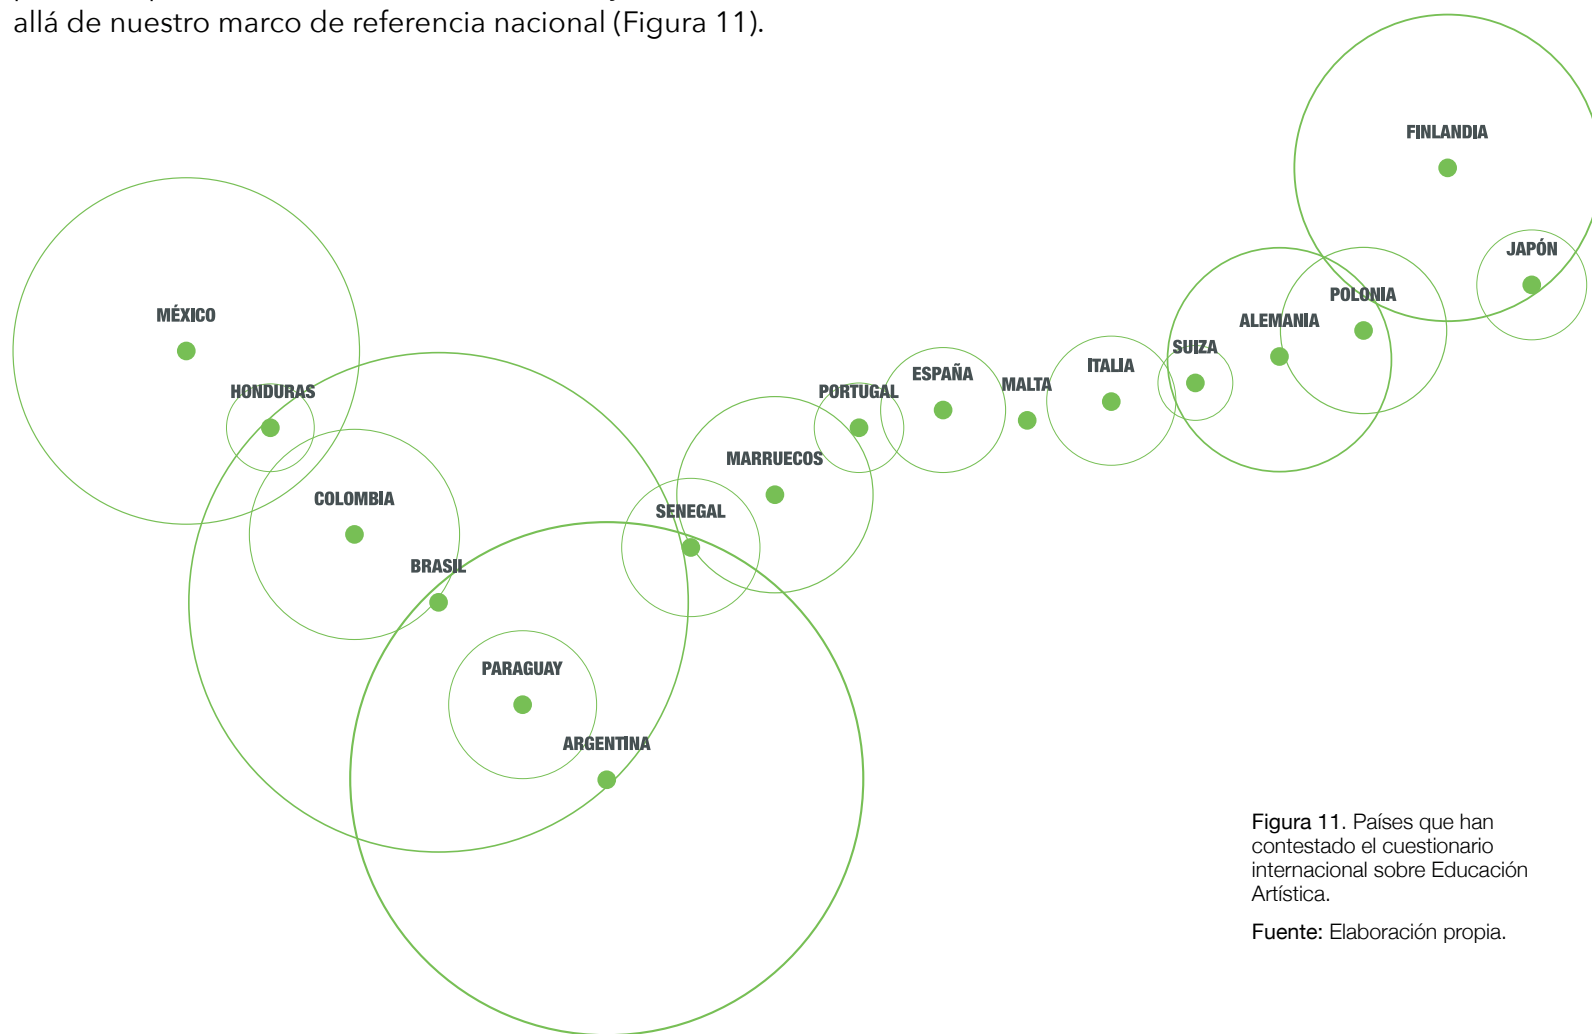 allá de nuestro marco de referencia nacional (Figura 11).
FINLANDIA
JAPÓN
POLONIA
MÉXICO
ALEMANIA
SUIZA
ITALIA
ESPAÑA
MALTA
HONDURAS
PORTUGAL
MARRUECOS
COLOMBIA
SENEGAL
BRASIL
PARAGUAY
ARGENTINA
Figura 11. Países que han
contestado el cuestionario
internacional sobre Educación
Artística.
Fuente: Elaboración propia.